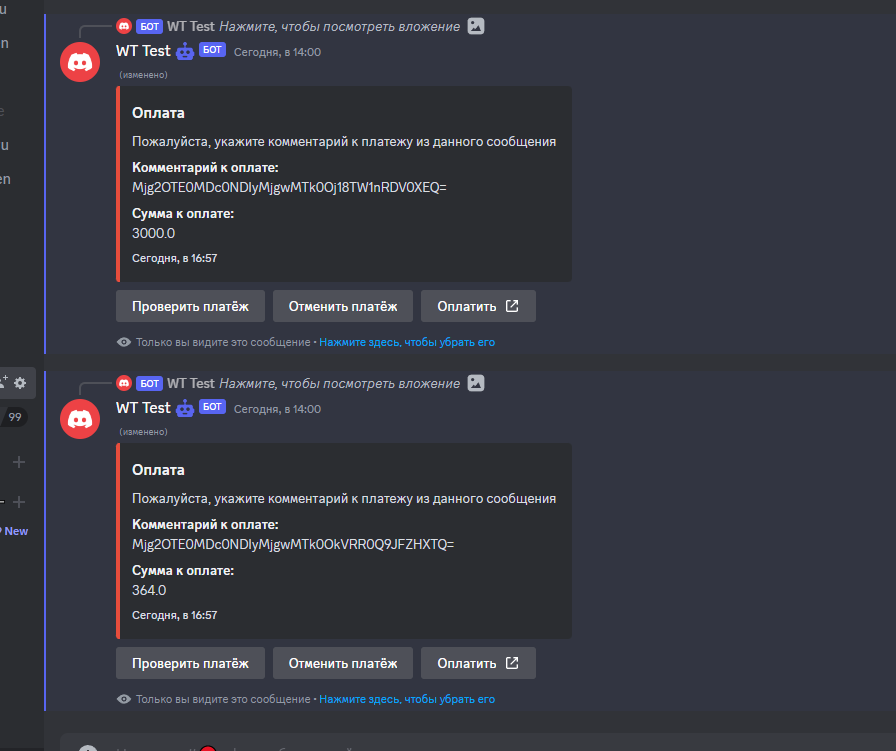 БОТ WT Test Нажмите, чтобы посмотреть вложение
WT Test БОТ Сегодня, в 14:00
(изменено)
Оплата
Пожалуйста, укажите комментарий к платежу из данного сообщения
Комментарий к оплате:
Mjg2OTE0MDc0NDIyMjgwMTk0Oj18TW1nRDV0XEQ=
Сумма к оплате:
3000.0
Сегодня, в 16:57
Проверить платёж Отменить платёж Оплатить
Только вы видите это сообщение • Нажмите здесь, чтобы убрать его
БОТ WT Test Нажмите, чтобы посмотреть вложение
99
WT Test БОТ Сегодня, в 14:00
(изменено)
Оплата
Пожалуйста, укажите комментарий к платежу из данного сообщения
New
Комментарий к оплате:
Mjg2OTE0MDc0NDIyMjgwMTk0OkVRR0Q9JFZHXTQ=
Сумма к оплате:
364.0
Сегодня, в 16:57
Проверить платёж Отменить платёж Оплатить
Только вы видите это сообщение • Нажмите здесь, чтобы убрать его